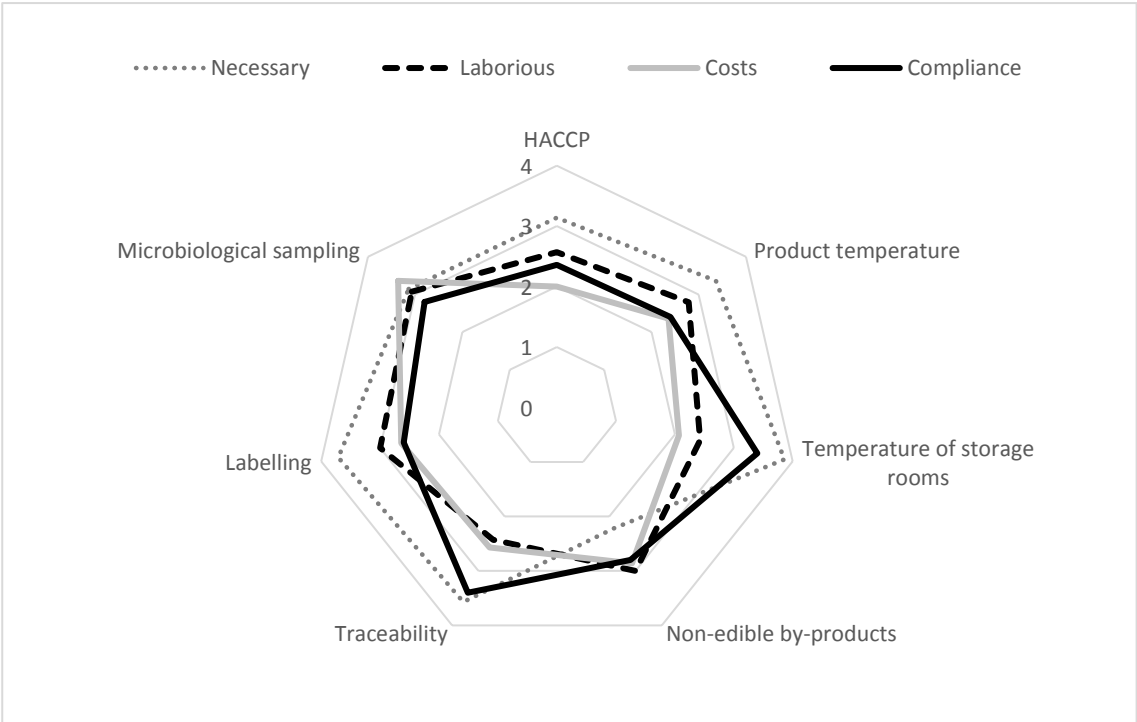 Necessary Laborious Costs Compliance
HACCP
4
3
2
1
0
Microbiological sampling
Product temperature
Labelling
Temperature of storage
rooms
Traceability
Non-edible by-products